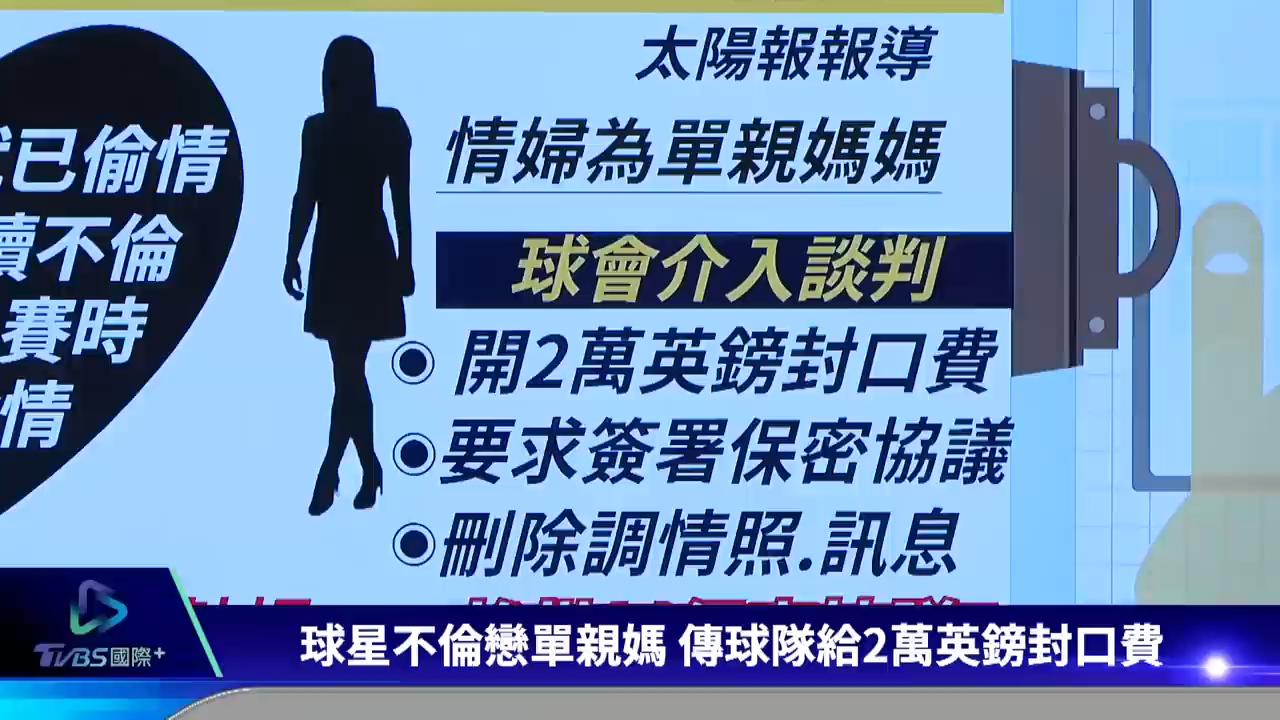 太陽報報導
情婦為單親媽媽
球會介入談判
開2萬英鎊封口費
要求簽署保密協議
刪除調情照.訊息
已偷情
不倫
賽時
情
TVBS國際+
球星不倫戀單親媽 傳球隊給2萬英鎊封口費